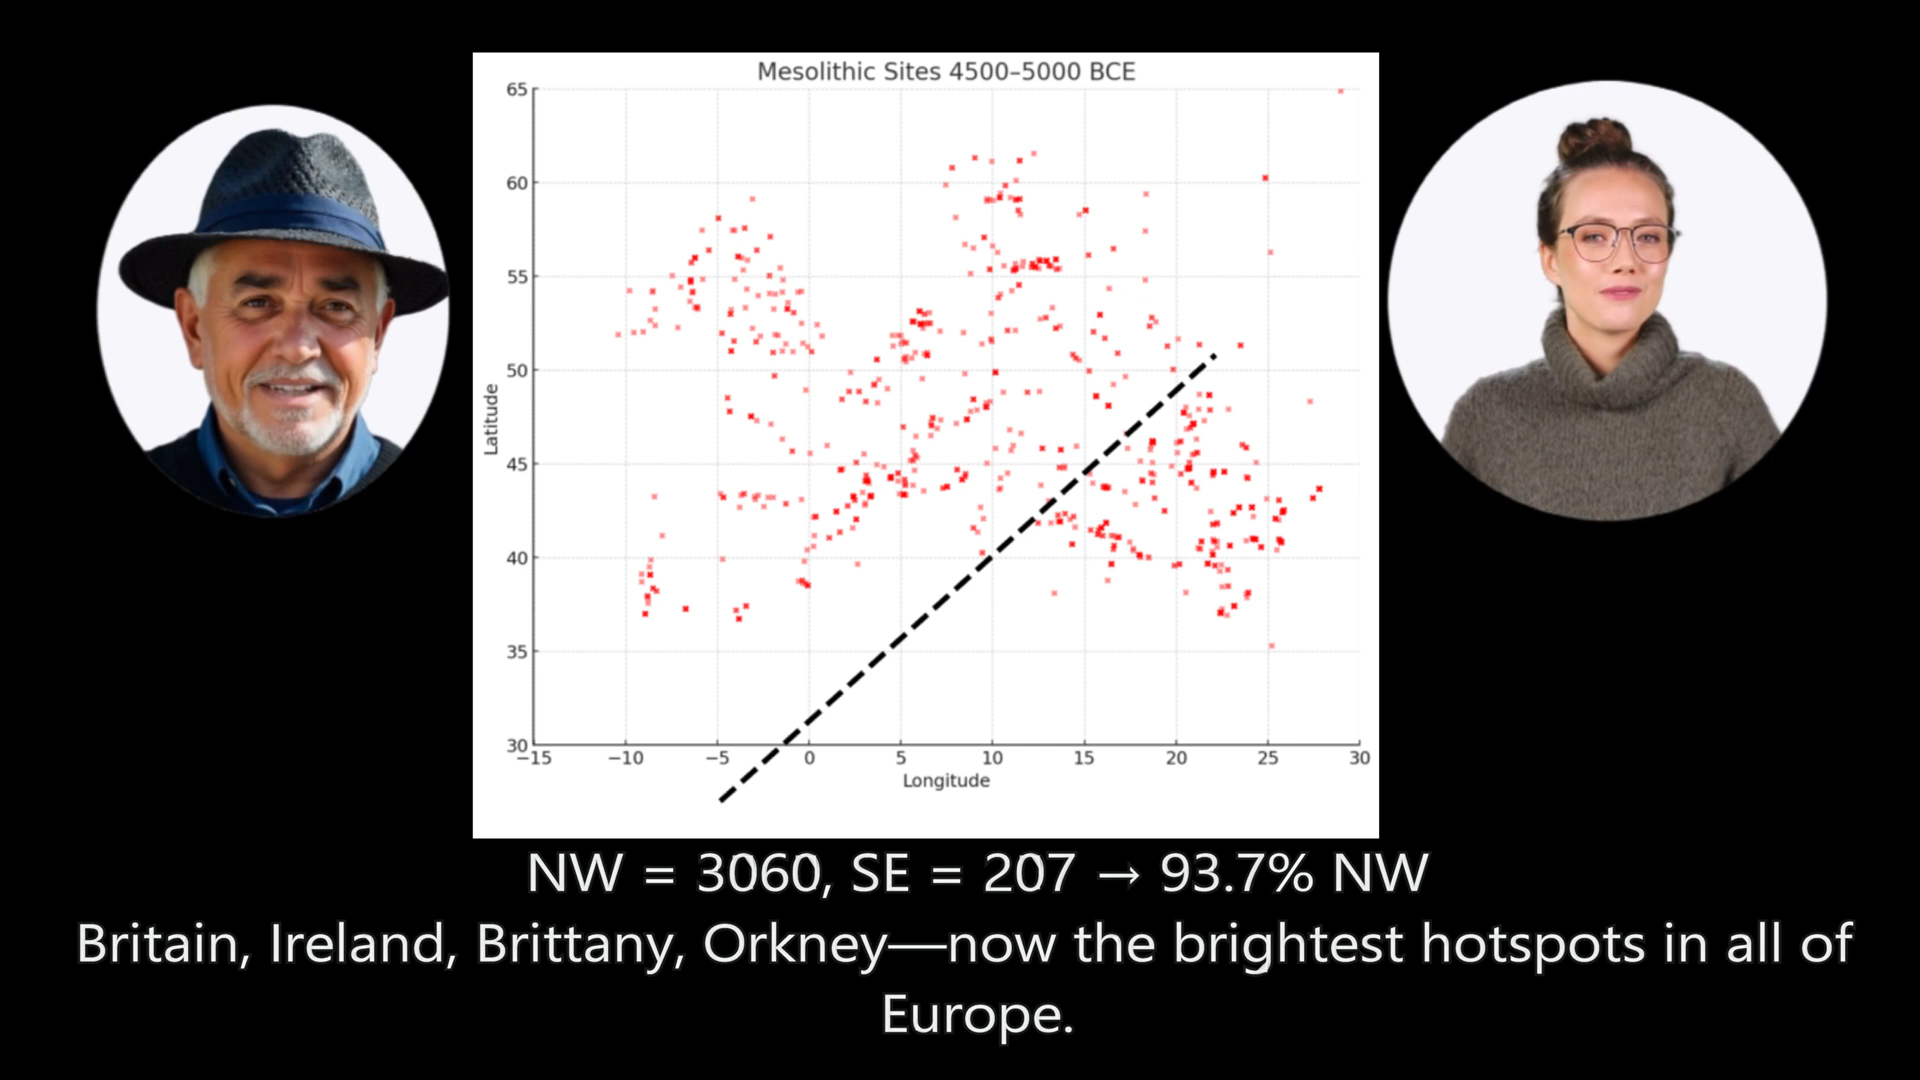 Mesolithic Sites 4500–5000 BCE
65
60
55
50
45
40
35
30
Latitude
−15 −10 −5 0 5 10 15 20 25 30
Longitude
NW = 3060, SE = 207 → 93.7% NW
Britain, Ireland, Brittany, Orkney—now the brightest hotspots in all of
Europe.